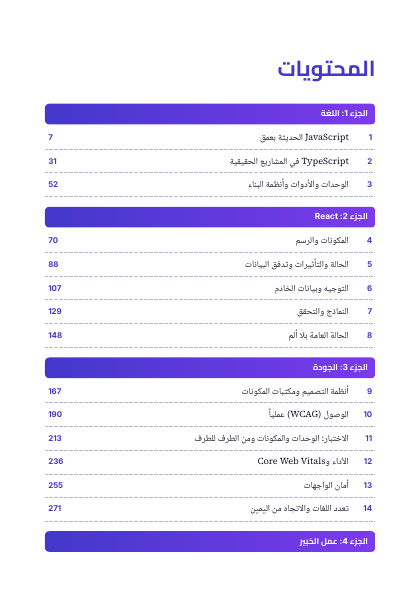 المحتويات
الجزء 1: اللغة
1 JavaScript الحديثة بعمق 7
2 TypeScript في المشاريع الحقيقية 31
3 الوحدات والأدوات وأنظمة البناء 52
الجزء 2: React
4 المكونات والرسم 70
5 الحالة والتأثيرات وتدفق البيانات 88
6 التوجيه وبيانات الخادم 107
7 النماذج والتحقق 129
8 الحالة العامة بلا ألم 148
الجزء 3: الجودة
9 أنظمة التصميم ومكتبات المكونات 167
10 الوصول (WCAG) عملياً 190
11 الاختبار: الوحدات والمكونات ومن الطرف للطرف 213
12 الأداء وCore Web Vitals 236
13 أمان الواجهات 255
14 تعدد اللغات والاتجاه من اليمين 271
الجزء 4: عمل الخبير